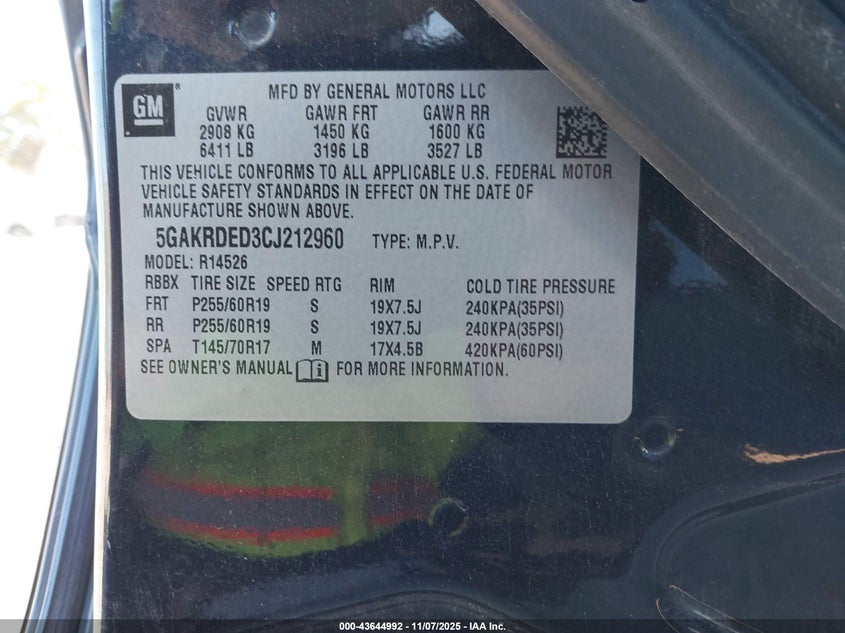 GM
®
MFD BY GENERAL MOTORS LLC
GVWR GAWR FRT GAWR RR
2908 KG 1450 KG 1600 KG
6411 LB 3196 LB 3527 LB
THIS VEHICLE CONFORMS TO ALL APPLICABLE U.S. FEDERAL MOTOR
VEHICLE SAFETY STANDARDS IN EFFECT ON THE DATE OF
MANUFACTURE SHOWN ABOVE.
5GAKRDED3CJ212960 TYPE: M.P.V.
MODEL: R14526
RBBX TIRE SIZE SPEED RTG RIM COLD TIRE PRESSURE
FRT P255/60R19 S 19X7.5J 240KPA(35PSI)
RR P255/60R19 S 19X7.5J 240KPA(35PSI)
SPA T145/70R17 M 17X4.5B 420KPA(60PSI)
SEE OWNER'S MANUAL i FOR MORE INFORMATION.
000-43644992 11/07/2025 - IAA Inc.